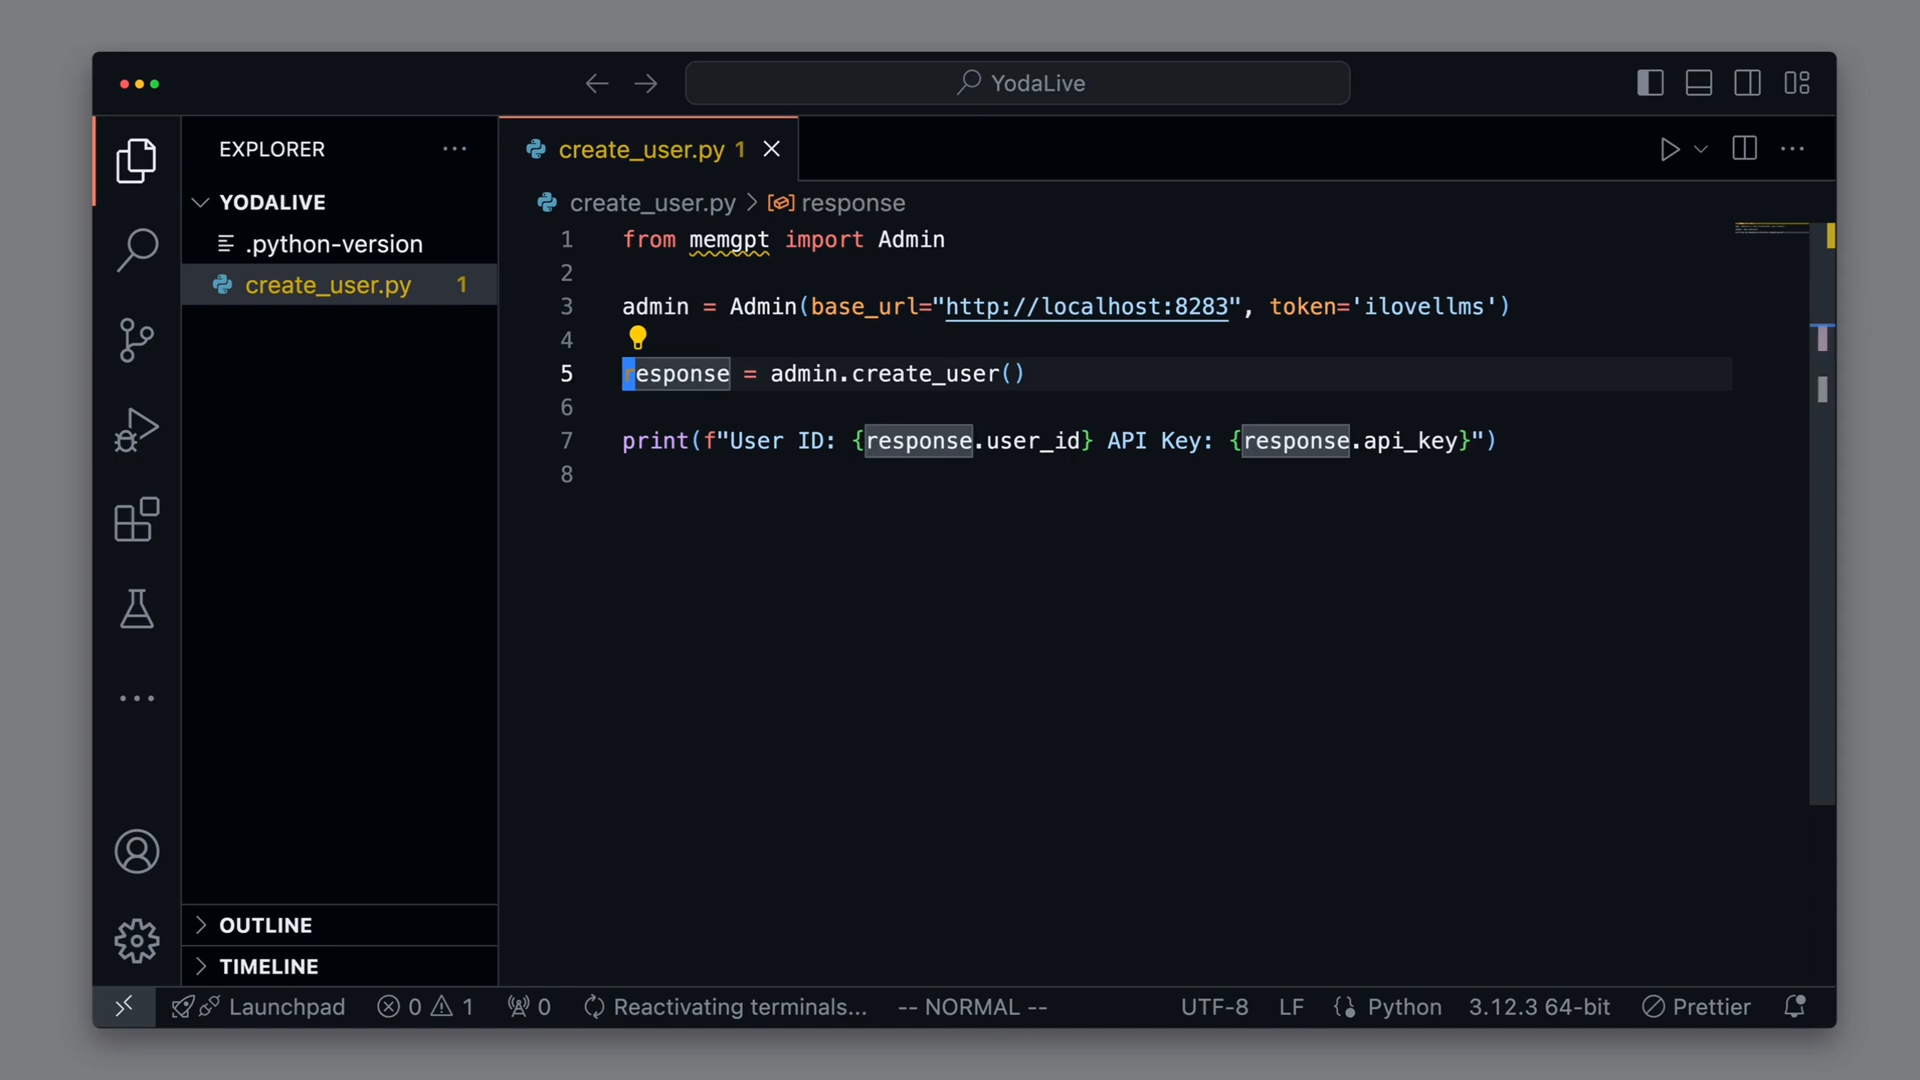 YodaLive
EXPLORER
create_user.py 1
YODALIVE
create_user.py response
.python-version
create_user.py 1
1 from memgpt import Admin
2
3 admin = Admin(base_url="http://localhost:8283", token='ilovellms')
4
5 response = admin.create_user()
6
7 print(f"User ID: {response.user_id} API Key: {response.api_key}")
8
OUTLINE
TIMELINE
Launchpad 0 1 0 Reactivating terminals... -- NORMAL -- UTF-8 LF Python 3.12.3 64-bit Prettier